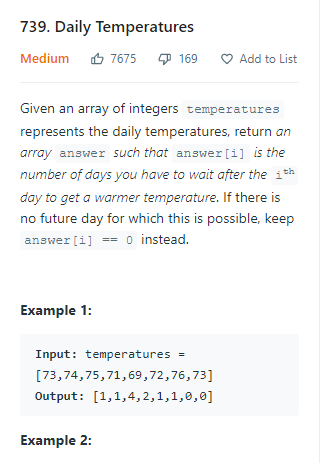 739. Daily Temperatures
Medium 7675 169 Add to List
Given an array of integers temperatures
represents the daily temperatures, return an
array answer such that answer[i] is the
number of days you have to wait after the ith
day to get a warmer temperature. If there is
no future day for which this is possible, keep
answer[i] == 0 instead.
Example 1:
Input: temperatures =
[73,74,75,71,69,72,76,73]
Output: [1,1,4,2,1,1,0,0]
Example 2: